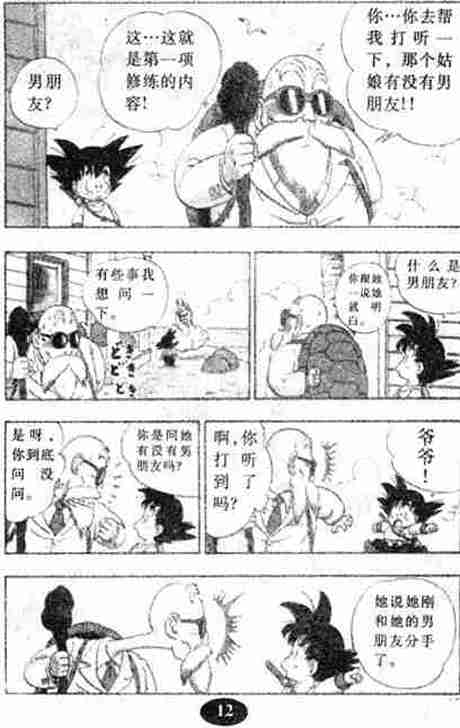 你…你去帮
我打听一
下，那个姑
娘有没有男
朋友!!
这…这就
是第一项
修练的内
容!
男朋
友?
什么是
男朋友?
你跟她
一说她
就明
白。
有些事我
想问一
下。
どどど
爷
爷
！
啊，你
打听
到了
吗?
你是问她
有没有男
朋友吗?
是呀，
你到底
问没
问。
她说她刚
和她的男
朋友分手
了。
12